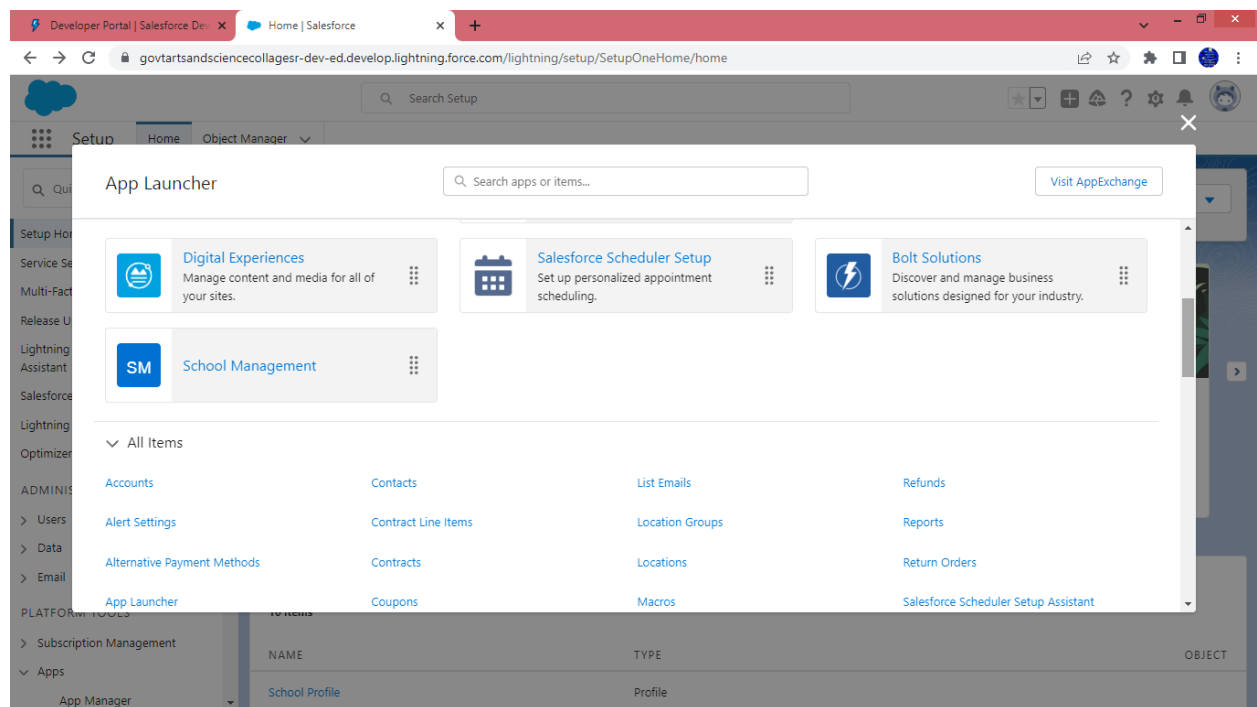 Developer Portal | Salesforce Dev
Home | Salesforce
govtartsandsciencecollagesr-dev-ed.develop.lightning.force.com/lightning/setup/SetupOneHome/home
Search Setup
Setup
Home
Object Manager
App Launcher
Search apps or items...
Visit AppExchange
Qui
Setup Hom
Service Se
Multi-Fact
Release U
Lightning
Assistant
Salesforce
Lightning
Optimizer
ADMINIS
Users
Data
Email
PLATFORM TOOLS
Subscription Management
Apps
App Manager
Digital Experiences
Manage content and media for all of
your sites.
Salesforce Scheduler Setup
Set up personalized appointment
scheduling.
Bolt Solutions
Discover and manage business
solutions designed for your industry.
SM
School Management
All Items
Accounts
Contacts
List Emails
Refunds
Alert Settings
Contract Line Items
Location Groups
Reports
Alternative Payment Methods
Contracts
Locations
Return Orders
App Launcher
Coupons
Macros
Salesforce Scheduler Setup Assistant
10 items
NAME
TYPE
OBJECT
School Profile
Profile